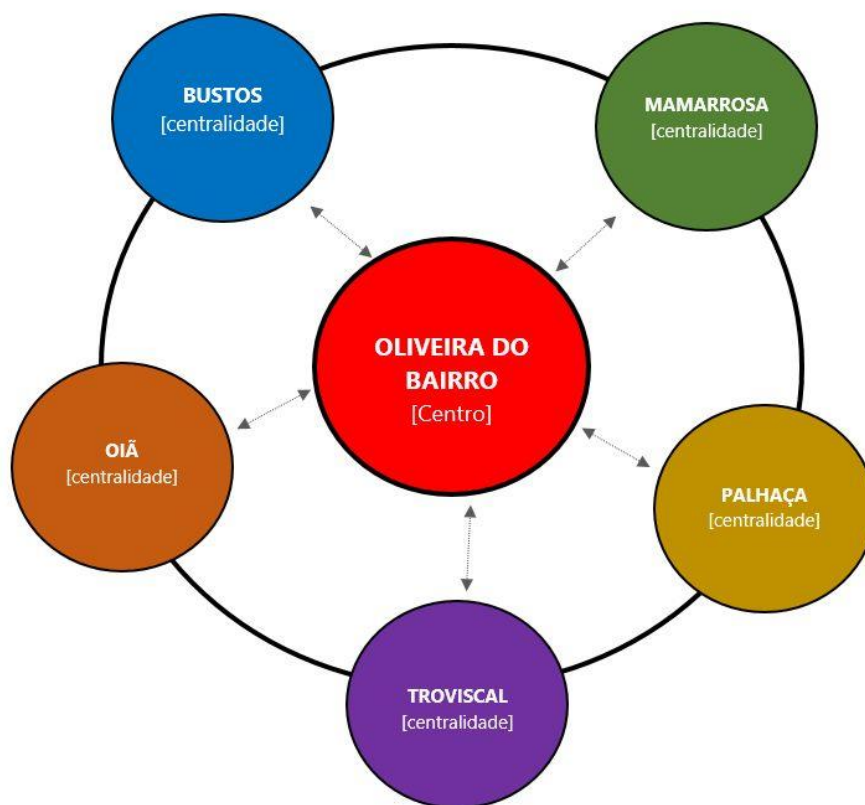 BUSTOS
[centralidade]
MAMARROSA
[centralidade]
OLIVEIRA DO
BAIRRO
[Centro]
OIÃ
[centralidade]
PALHAÇA
[centralidade]
TROVISCAL
[centralidade]